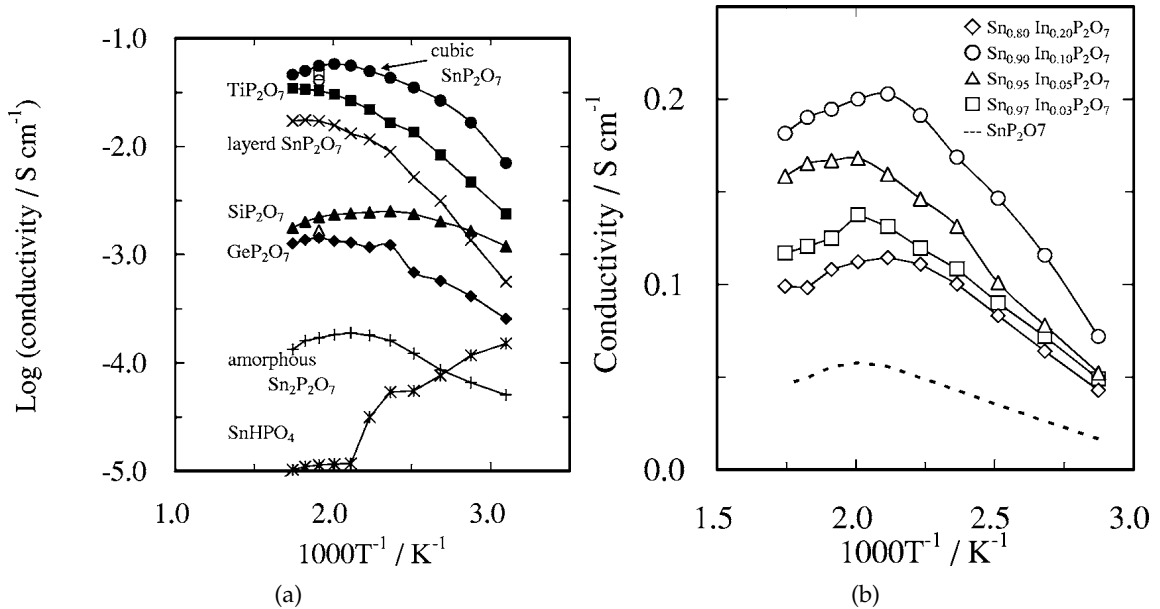 -1.0
-2.0
-3.0
-4.0
-5.0
Log (conductivity / S cm⁻¹)
cubic
SnP₂O₇
TiP₂O₇
layerd SnP₂O₇
SiP₂O₇
GeP₂O₇
amorphous
Sn₂P₂O₇
SnHPO₄
1.0 2.0 3.0
1000T⁻¹ / K⁻¹
(a)
0.2
0.1
0.0
Conductivity / S cm⁻¹
Sn₀.₈₀ In₀.₂₀P₂O₇
Sn₀.₉₀ In₀.₁₀P₂O₇
Sn₀.₉₅ In₀.₀₅P₂O₇
Sn₀.₉₇ In₀.₀₃P₂O₇
SnP₂O7
1.5 2.0 2.5 3.0
1000T⁻¹ / K⁻¹
(b)